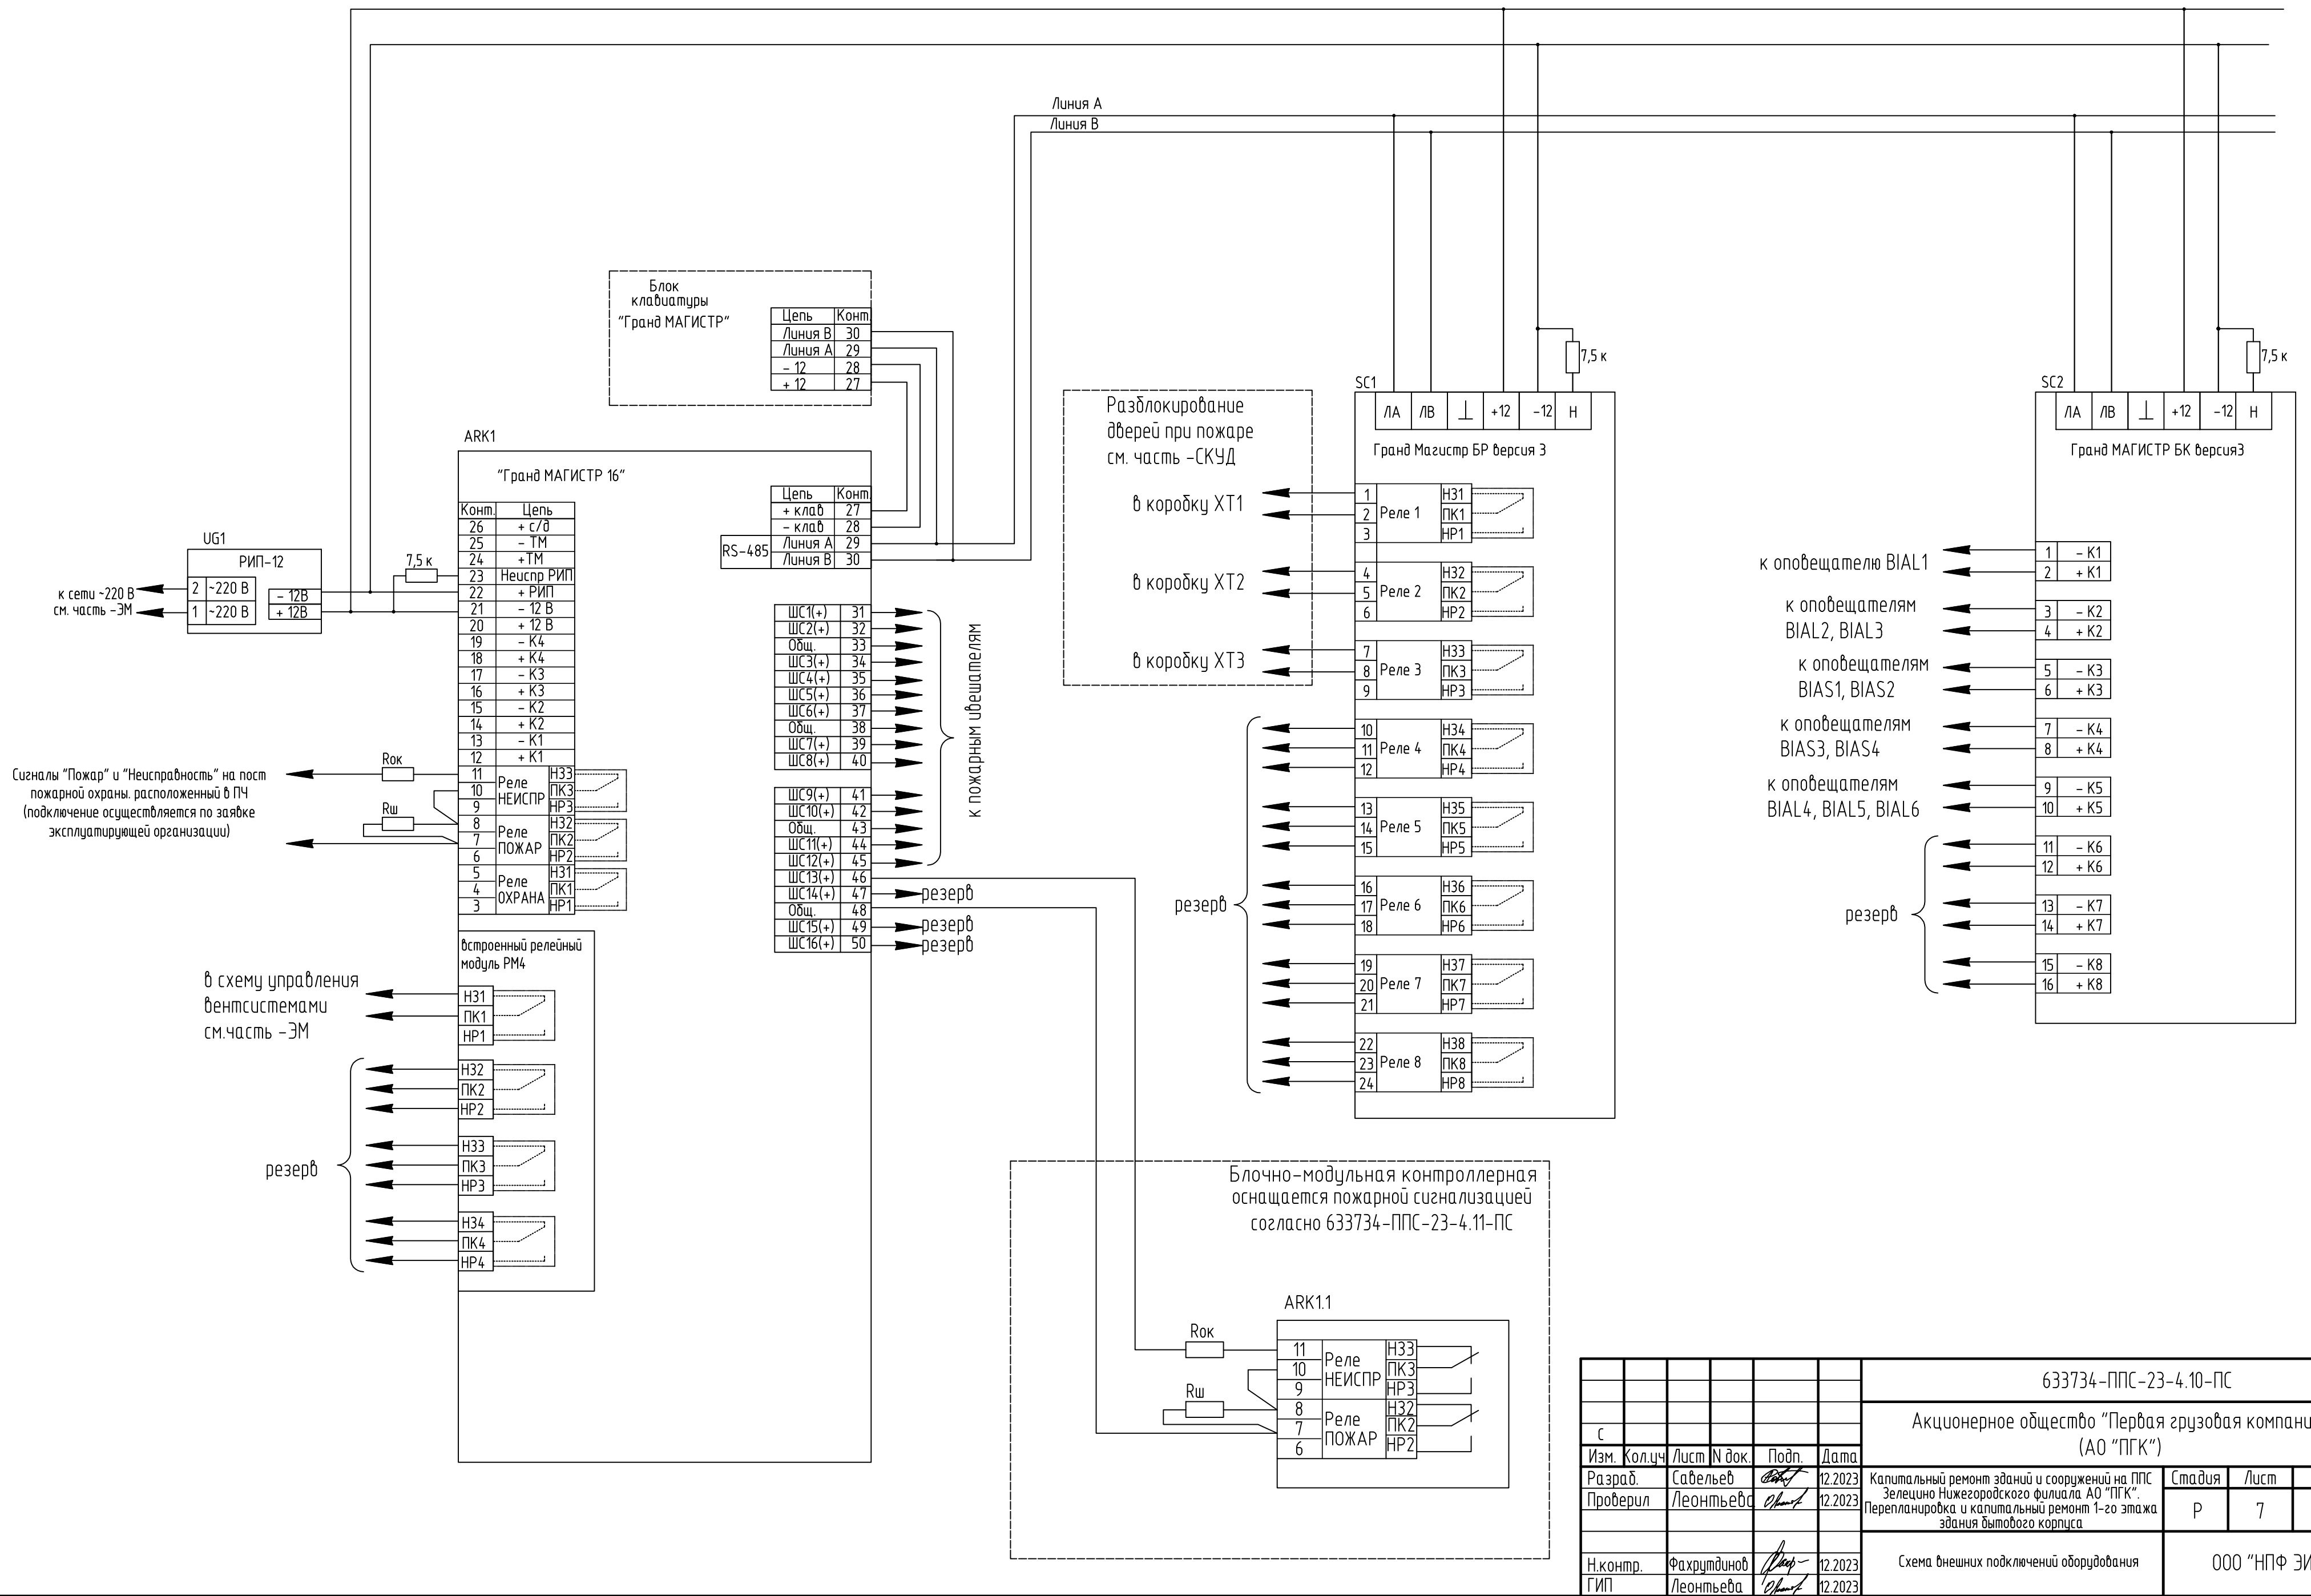 Линия А
Линия В
Блок
клавиатуры
"Гранд МАГИСТР"
Цепь Конт.
Линия В 30
Линия А 29
- 12 28
+ 12 27
ARK1
"Гранд МАГИСТР 16"
Конт. Цепь
26 + с/д
25 - ТМ
24 +ТМ
23 Неиспр РИП
22 + РИП
21 - 12 В
20 + 12 В
19 - К4
18 + К4
17 - К3
16 + К3
15 - К2
14 + К2
13 - К1
12 + К1
11 НЗ3
10 Реле НЕИСПР ПК3
9 НР3
8 НЗ2
7 Реле ПОЖАР ПК2
6 НР2
5 НЗ1
4 Реле ОХРАНА ПК1
3 НР1
Цепь Конт.
+ клав 27
- клав 28
RS-485
Линия А 29
Линия В 30
ШС1(+) 31
ШС2(+) 32
Общ. 33
ШС3(+) 34
ШС4(+) 35
ШС5(+) 36
ШС6(+) 37
Общ. 38
ШС7(+) 39
ШС8(+) 40
ШС9(+) 41
ШС10(+) 42
Общ. 43
ШС11(+) 44
ШС12(+) 45
ШС13(+) 46
ШС14(+) 47 резерв
Общ. 48
ШС15(+) 49 резерв
ШС16(+) 50 резерв
к пожарным ивешателям
UG1
РИП-12
2 ~220 В - 12В
1 ~220 В + 12В
к сети ~220 В
см. часть -ЭМ
7,5 к
Rок
Rш
Сигналы "Пожар" и "Неисправность" на пост
пожарной охраны. расположенный в ПЧ
(подключение осуществляется по заявке
эксплуатирующей организации)
встроенный релейный
модуль РМ4
в схему управления
вентсистемами
см.часть -ЭМ
НЗ1
ПК1
НР1
НЗ2
ПК2
НР2
НЗ3
ПК3
НР3
НЗ4
ПК4
НР4
резерв
Разблокирование
дверей при пожаре
см. часть -СКУД
в коробку ХТ1
в коробку ХТ2
в коробку ХТ3
резерв
SC1
7,5 к
ЛА ЛВ +12 -12 Н
Гранд Магистр БР версия 3
1 НЗ1
2 Реле 1 ПК1
3 НР1
4 НЗ2
5 Реле 2 ПК2
6 НР2
7 НЗ3
8 Реле 3 ПК3
9 НР3
10 НЗ4
11 Реле 4 ПК4
12 НР4
13 НЗ5
14 Реле 5 ПК5
15 НР5
16 НЗ6
17 Реле 6 ПК6
18 НР6
19 НЗ7
20 Реле 7 ПК7
21 НР7
22 НЗ8
23 Реле 8 ПК8
24 НР8
SC2
7,5 к
ЛА ЛВ +12 -12 Н
Гранд МАГИСТР БК версия3
к оповещателю BIAL1
к оповещателям
BIAL2, BIAL3
к оповещателям
BIAS1, BIAS2
к оповещателям
BIAS3, BIAS4
к оповещателям
BIAL4, BIAL5, BIAL6
резерв
1 - К1
2 + К1
3 - К2
4 + К2
5 - К3
6 + К3
7 - К4
8 + К4
9 - К5
10 + К5
11 - К6
12 + К6
13 - К7
14 + К7
15 - К8
16 + К8
Блочно-модульная контроллерная
оснащается пожарной сигнализацией
согласно 633734-ППС-23-4.11-ПС
ARK1.1
Rок
Rш
11 НЗ3
10 Реле НЕИСПР ПК3
9 НР3
8 НЗ2
7 Реле ПОЖАР ПК2
6 НР2
633734-ППС-23-4.10-ПС
Акционерное общество "Первая грузовая компани
(АО "ПГК")
С
Изм. Кол.уч Лист N док. Подп. Дата
Разраб. Савельев 12.2023
Проверил Леонтьева 12.2023
Н.контр. Фахрутдинов 12.2023
ГИП Леонтьева 12.2023
Капитальный ремонт зданий и сооружений на ППС
Зелецино Нижегородского филиала АО "ПГК".
Перепланировка и капитальный ремонт 1-го этажа
здания бытового корпуса
Стадия Лист
Р 7
Схема внешних подключений оборудования
ООО "НПФ ЭИ